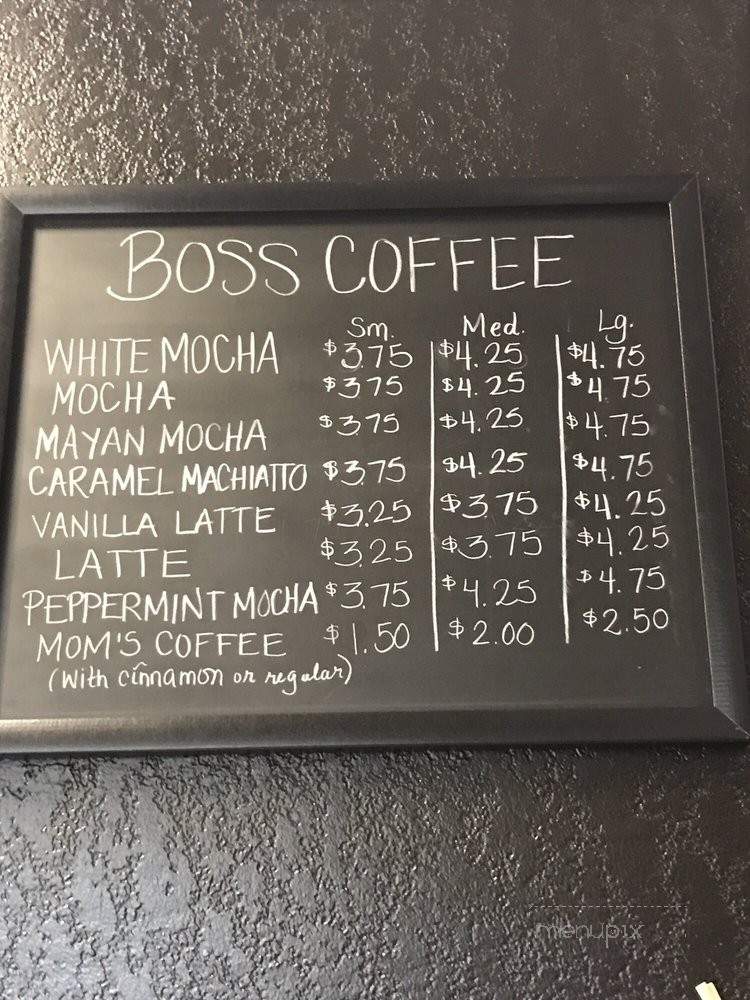 BOSS COFFEE
Sm. Med. Lg.
WHITE MOCHA $3.75 $4.25 $4.75
MOCHA $3.75 $4.25 $4.75
MAYAN MOCHA $3.75 $4.25 $4.75
CARAMEL MACHIATTO $3.75 $4.25 $4.75
VANILLA LATTE $3.25 $3.75 $4.25
LATTE $3.25 $3.75 $4.25
PEPPERMINT MOCHA $3.75 $4.25 $4.75
MOM'S COFFEE $1.50 $2.00 $2.50
(With cinnamon or regular)
menupix